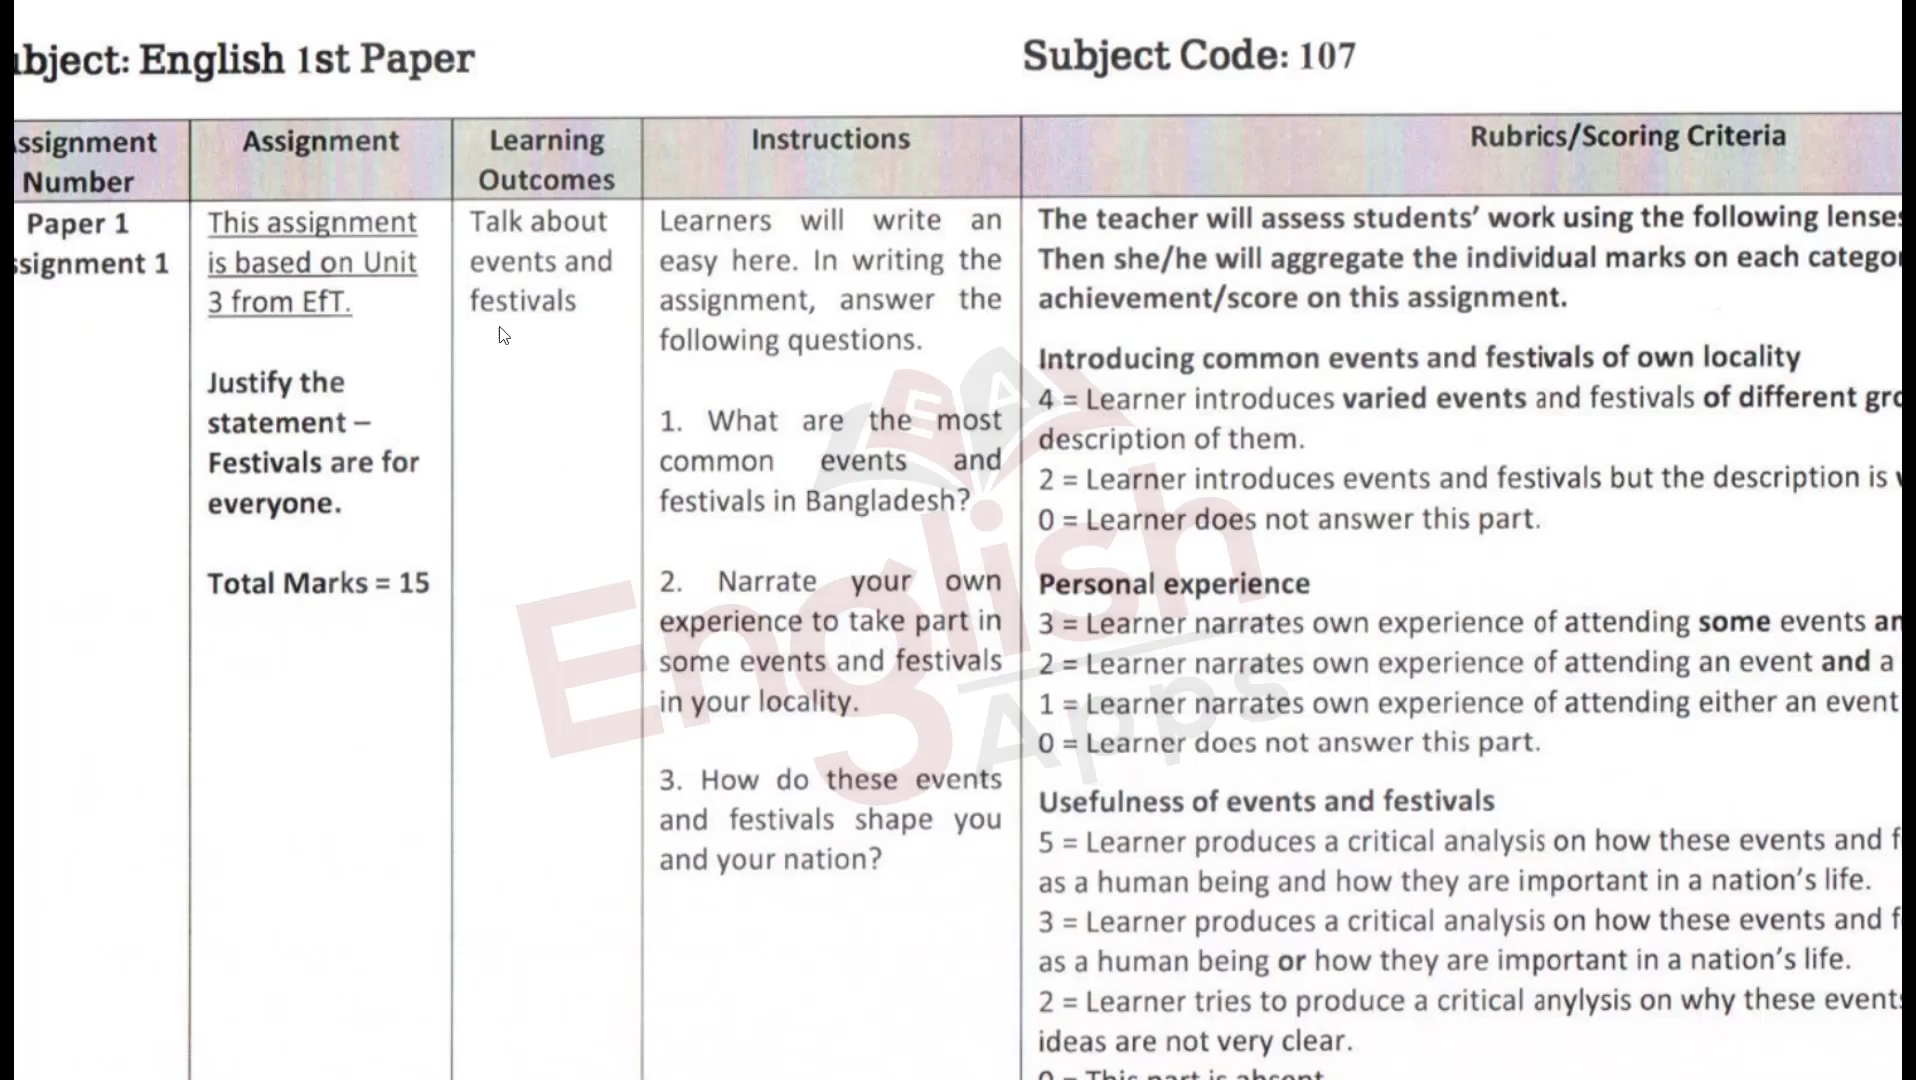 ubject: English 1st Paper
Subject Code: 107
ssignment Number
Assignment
Learning Outcomes
Instructions
Rubrics/Scoring Criteria
Paper 1
ssignment 1
This assignment
is based on Unit
3 from EfT.
Justify the
statement –
Festivals are for
everyone.
Total Marks = 15
Talk about
events and
festivals
Learners will write an
easy here. In writing the
assignment, answer the
following questions.
1. What are the most
common events and
festivals in Bangladesh?
2. Narrate your own
experience to take part in
some events and festivals
in your locality.
3. How do these events
and festivals shape you
and your nation?
The teacher will assess students' work using the following lense
Then she/he will aggregate the individual marks on each catego
achievement/score on this assignment.
Introducing common events and festivals of own locality
4 = Learner introduces varied events and festivals of different gro
description of them.
2 = Learner introduces events and festivals but the description is
0 = Learner does not answer this part.
Personal experience
3 = Learner narrates own experience of attending some events an
2 = Learner narrates own experience of attending an event and a
1 = Learner narrates own experience of attending either an event
0 = Learner does not answer this part.
Usefulness of events and festivals
5 = Learner produces a critical analysis on how these events and f
as a human being and how they are important in a nation's life.
3 = Learner produces a critical analysis on how these events and f
as a human being or how they are important in a nation's life.
2 = Learner tries to produce a critical anylysis on why these event
ideas are not very clear.
0 = This part is absent
EA
English
Apps